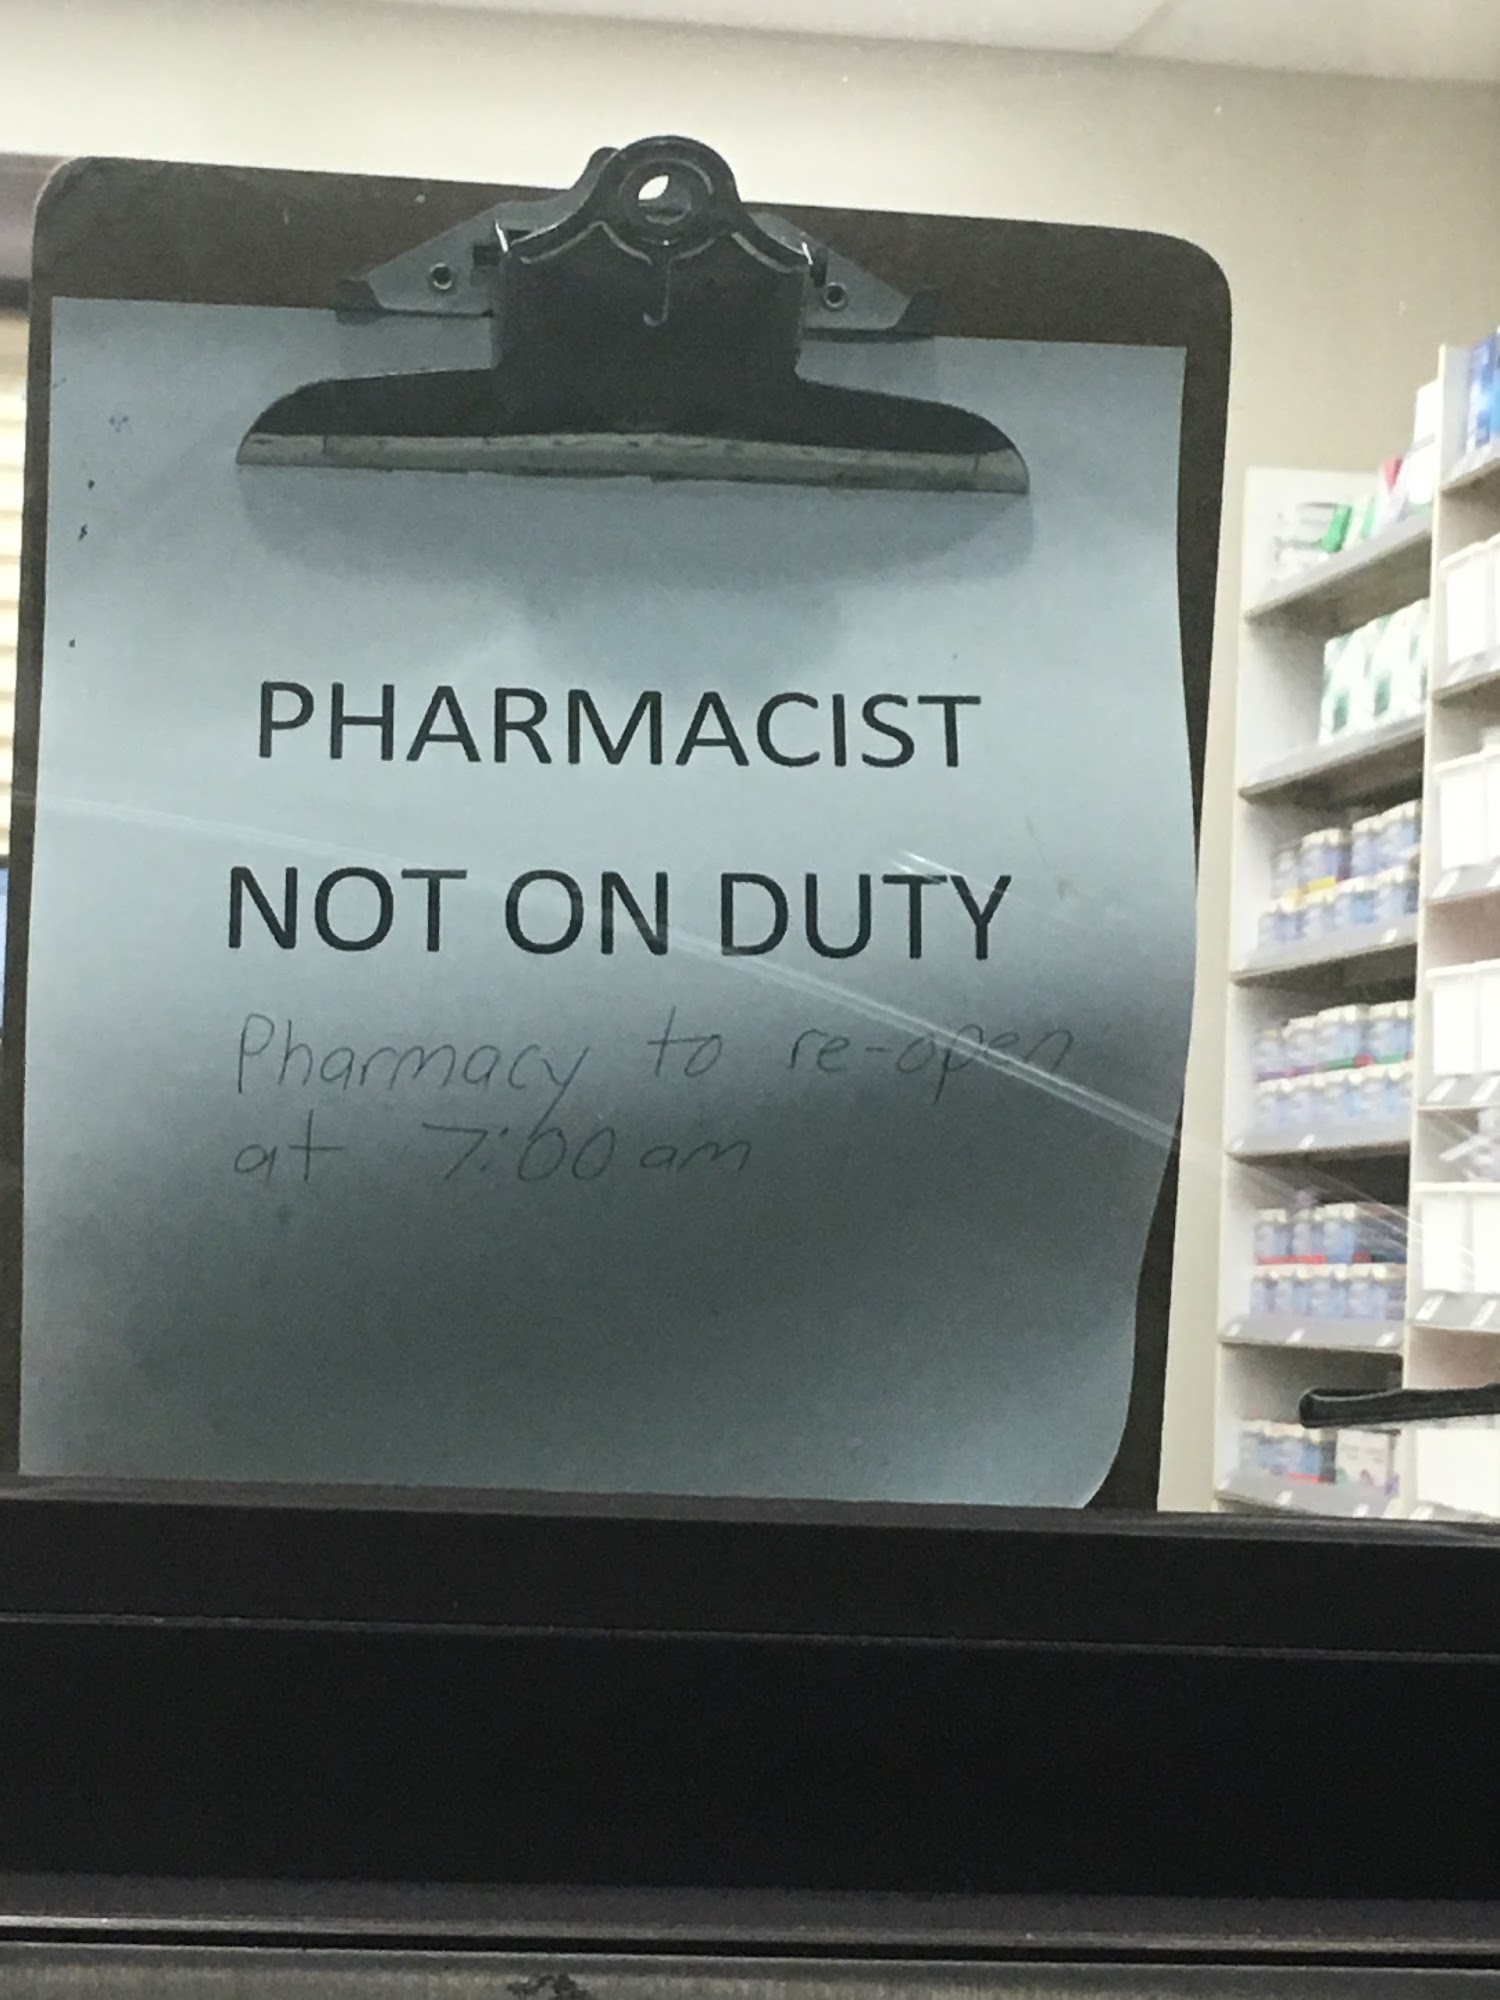 PHARMACIST
NOT ON DUTY
Pharmacy to re-open
at 7:00 am